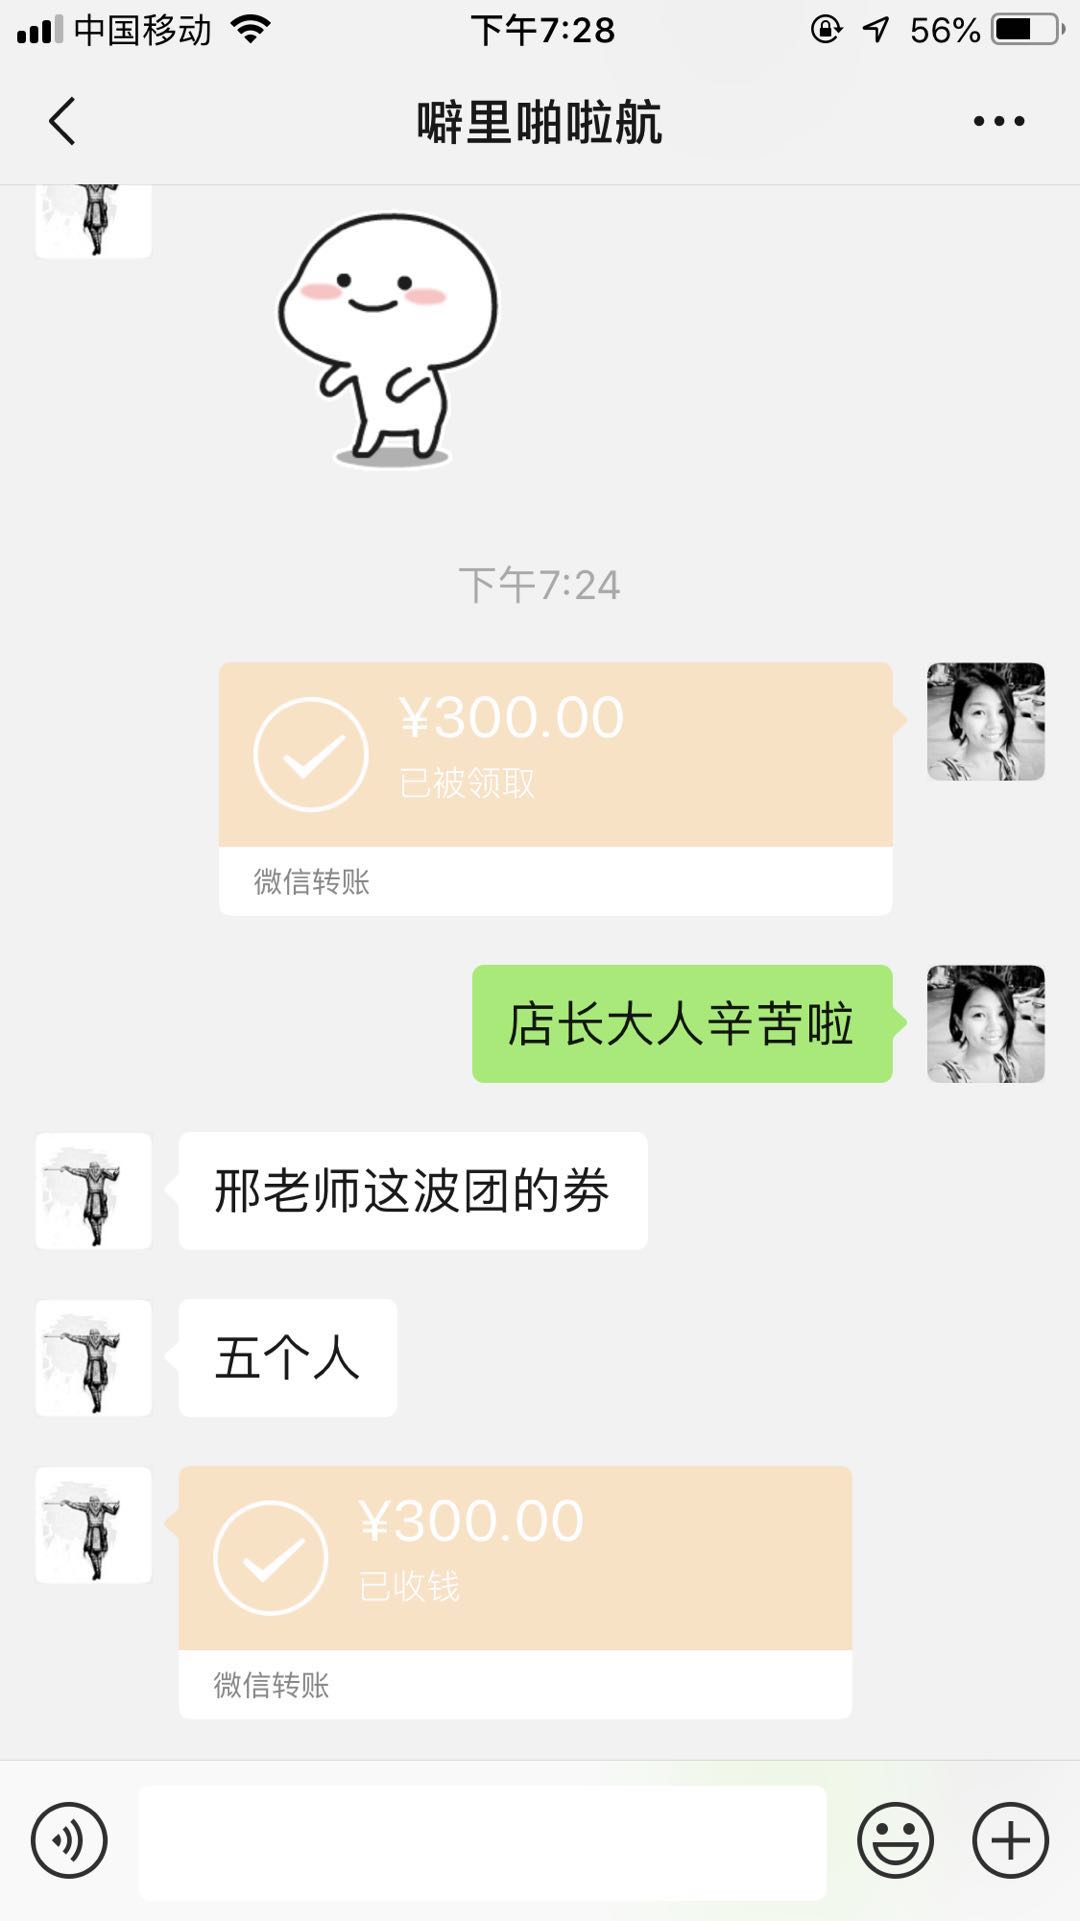 中国移动
下午7:28
56%
噼里啪啦航
下午7:24
¥300.00
已被领取
微信转账
店长大人辛苦啦
邢老师这波团的券
五个人
¥300.00
已收钱
微信转账